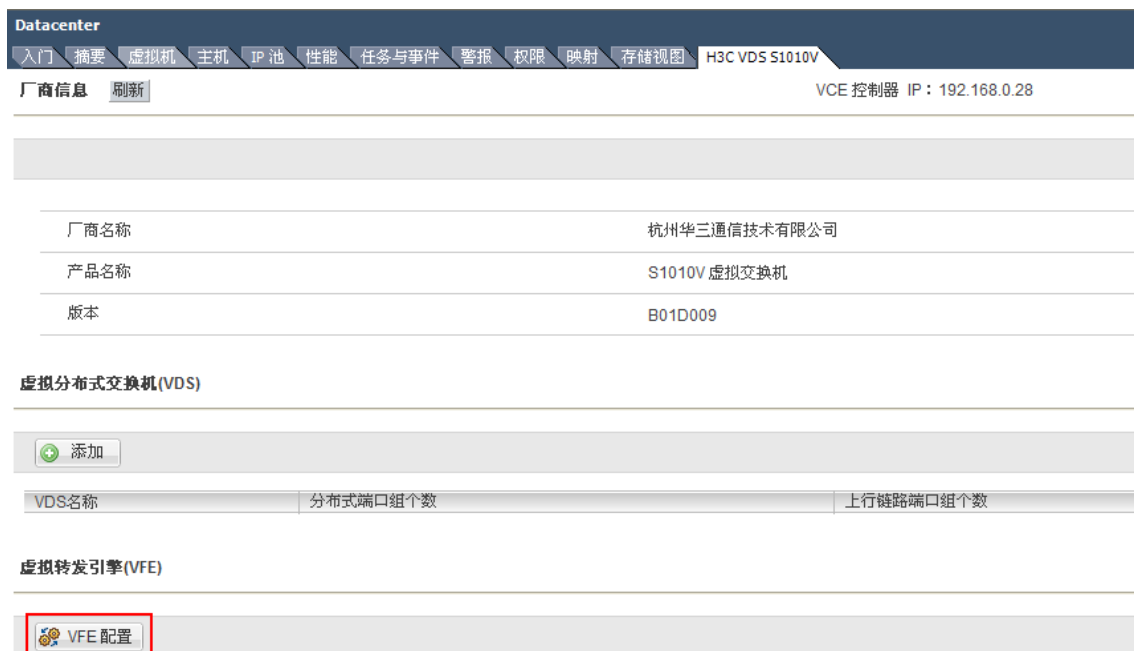 Datacenter
入门 摘要 虚拟机 主机 IP 池 性能 任务与事件 警报 权限 映射 存储视图 H3C VDS S1010V
厂商信息 刷新 VCE 控制器 IP：192.168.0.28
厂商名称 杭州华三通信技术有限公司
产品名称 S1010V 虚拟交换机
版本 B01D009
虚拟分布式交换机(VDS)
添加
VDS名称 分布式端口组个数 上行链路端口组个数
虚拟转发引擎(VFE)
VFE 配置